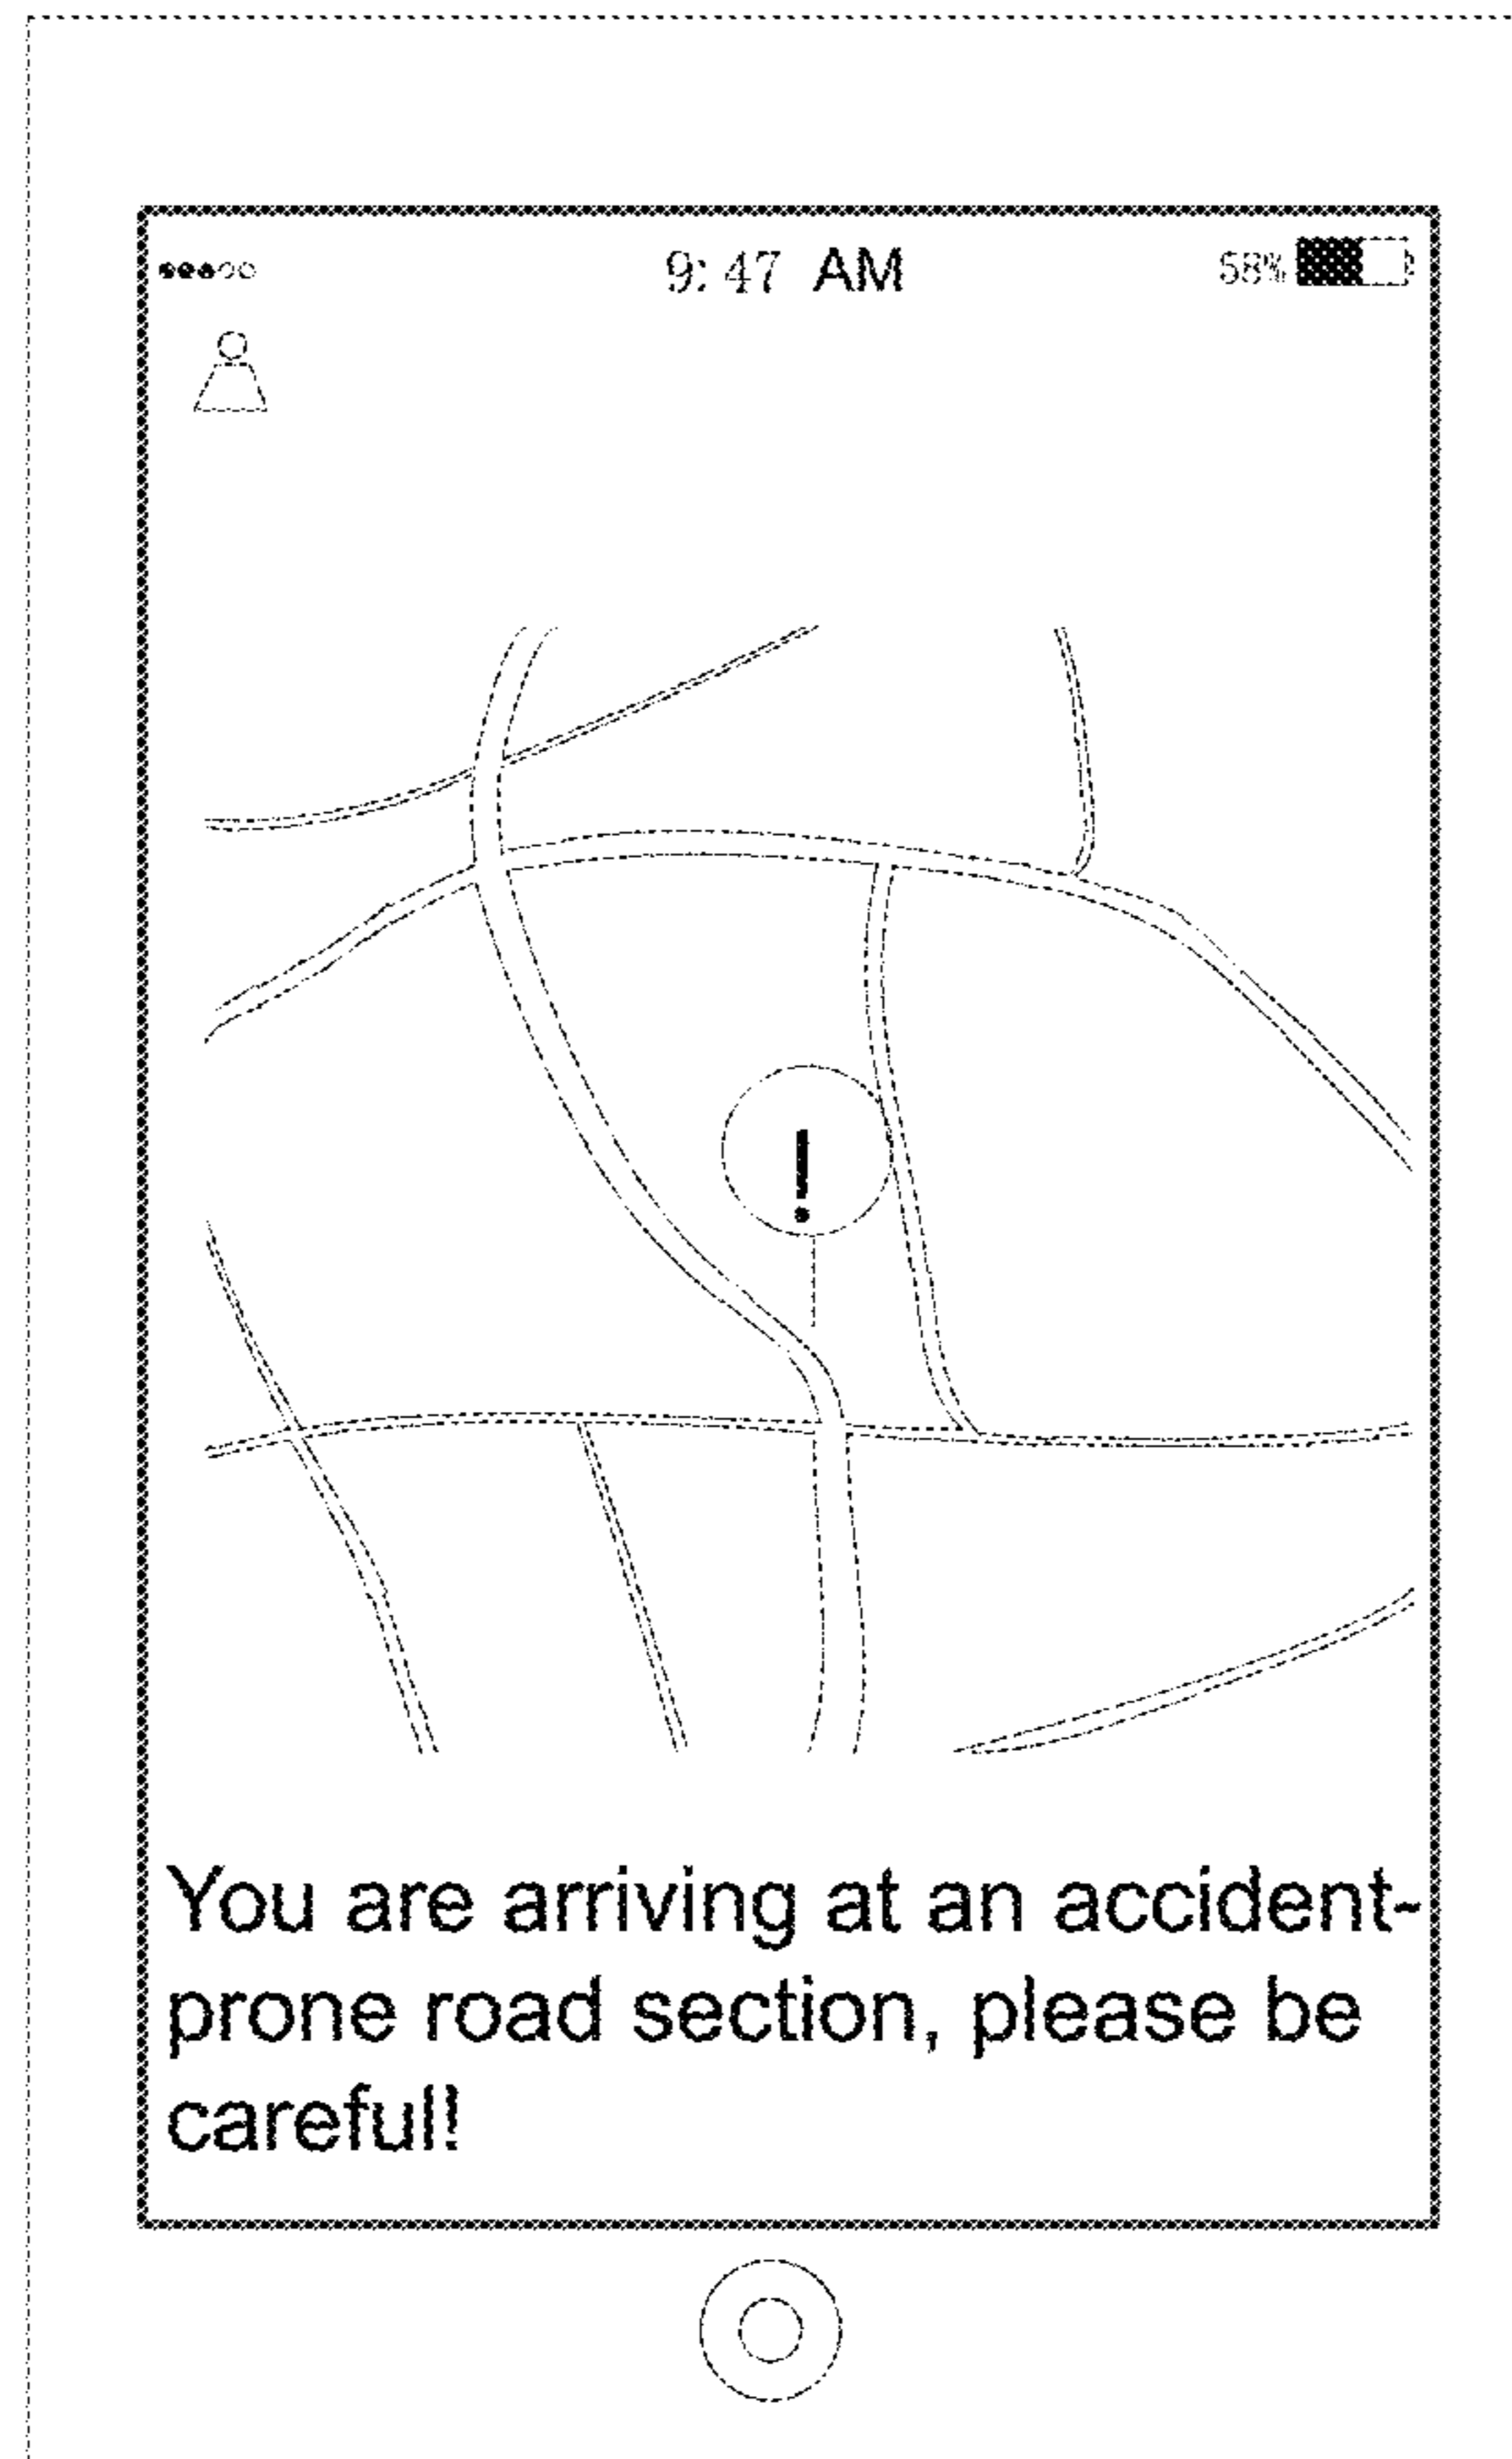 9:47 AM 58%
!
You are arriving at an accident-
prone road section, please be
careful!